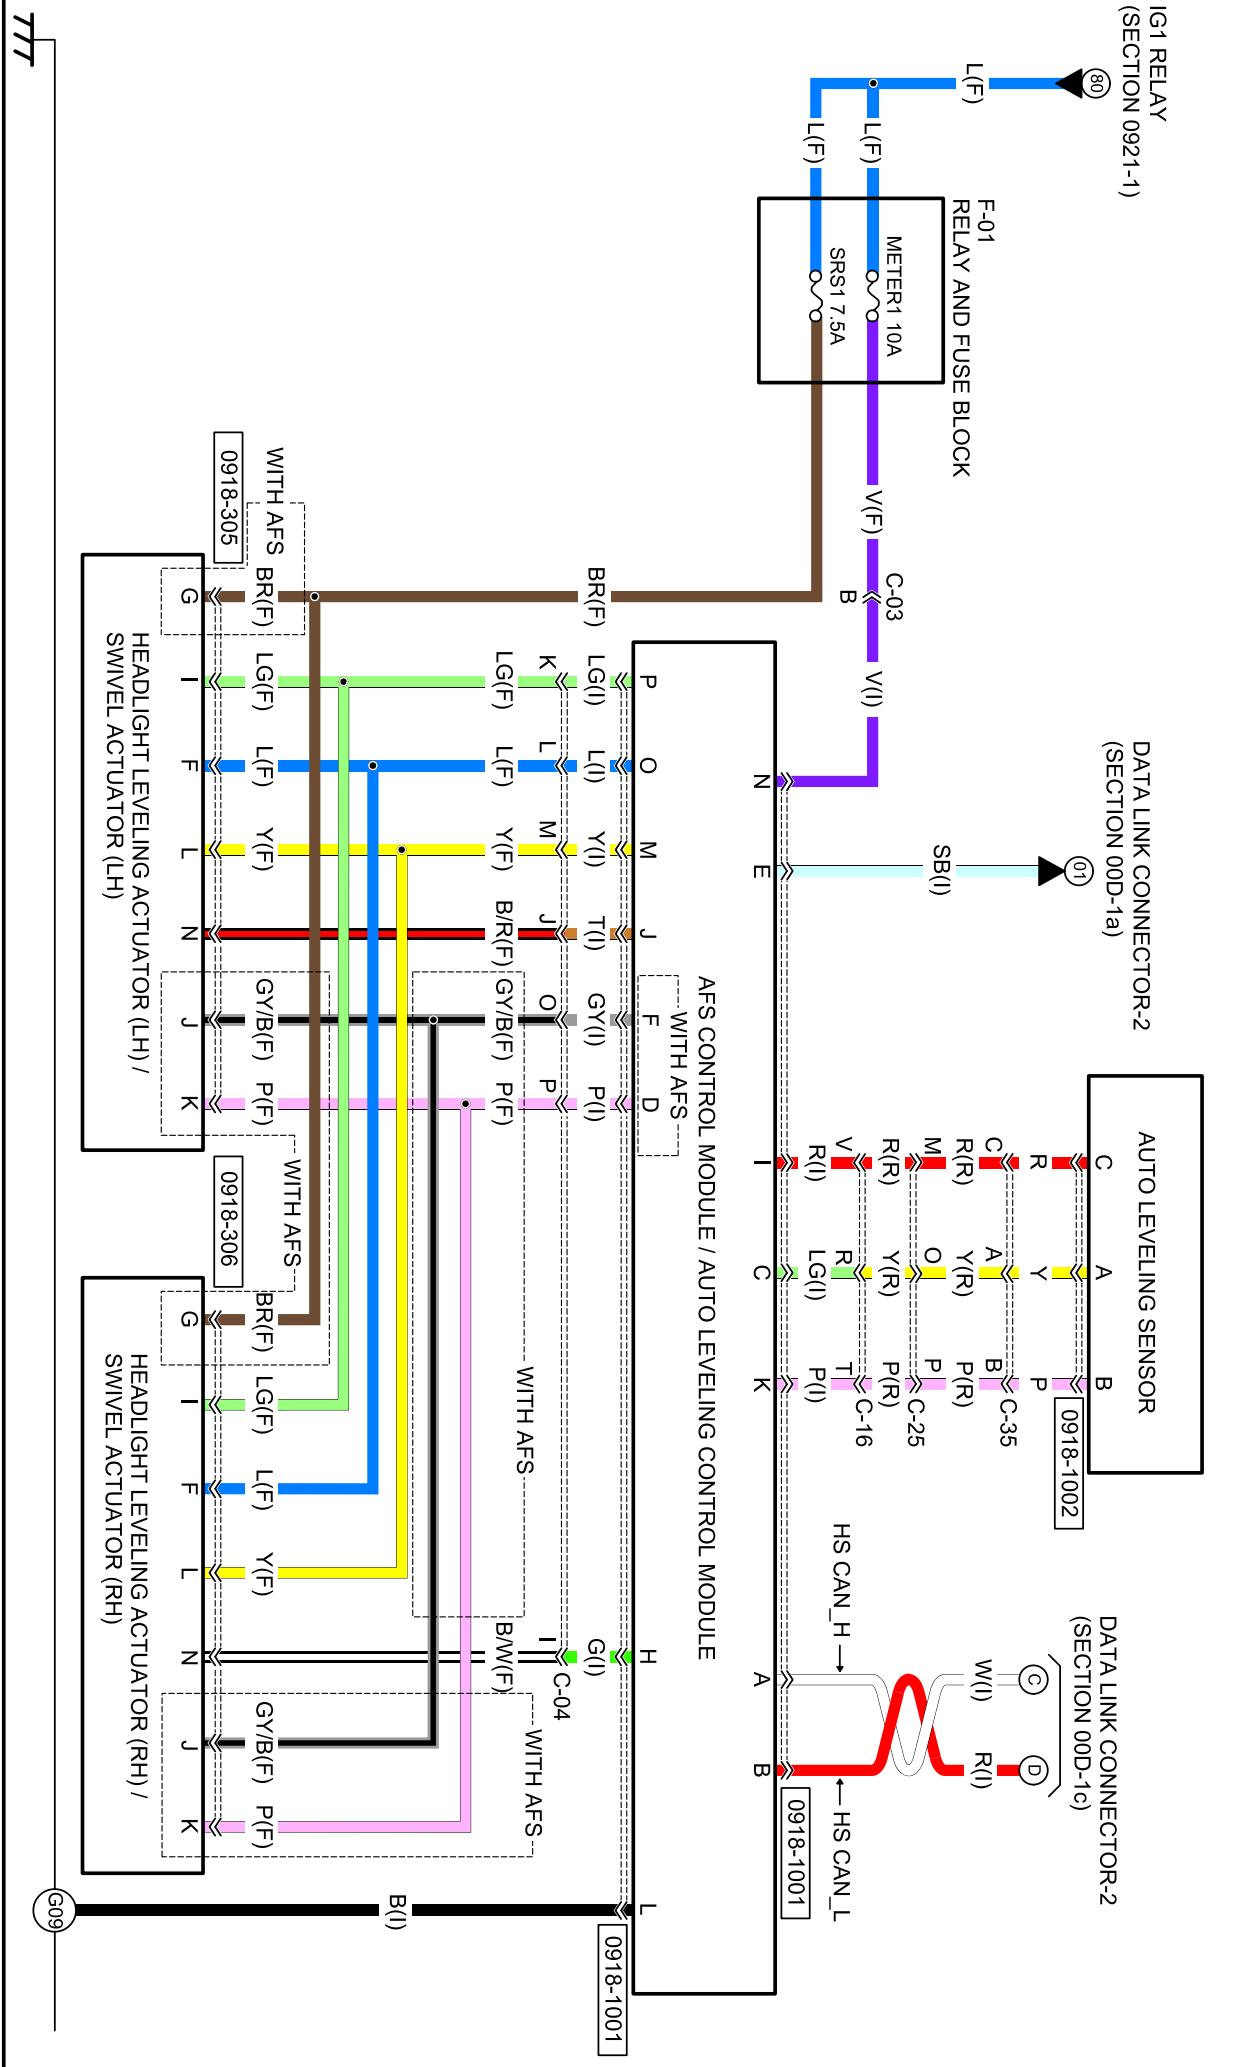 IG1 RELAY
(SECTION 0921-1)
80
L(F)
L(F)
L(F)
F-01
RELAY AND FUSE BLOCK
METER1 10A
SRS1 7.5A
V(F)
C-03
B
V(I)
BR(F)
DATA LINK CONNECTOR-2
(SECTION 00D-1a)
01
SB(I)
AUTO LEVELING SENSOR
C
A
B
0918-1002
R
Y
P
C
A
B
C-35
R(R)
Y(R)
P(R)
M
O
P
C-25
R(R)
Y(R)
P(R)
V
R
T
C-16
R(I)
LG(I)
P(I)
DATA LINK CONNECTOR-2
(SECTION 00D-1c)
C
D
W(I)
R(I)
HS CAN_H
HS CAN_L
0918-1001
N
E
I
C
K
A
B
AFS CONTROL MODULE / AUTO LEVELING CONTROL MODULE
WITH AFS
P
O
M
J
F
D
H
L
0918-1001
LG(I)
L(I)
Y(I)
T(I)
GY(I)
P(I)
G(I)
K
L
M
J
O
P
I
C-04
LG(F)
L(F)
Y(F)
B/R(F)
GY/B(F)
P(F)
B/W(F)
WITH AFS
WITH AFS
B(I)
WITH AFS
WITH AFS
0918-305
BR(F)
LG(F)
L(F)
Y(F)
GY/B(F)
P(F)
0918-306
BR(F)
LG(F)
L(F)
Y(F)
GY/B(F)
P(F)
G
I
F
L
N
J
K
G
I
F
L
N
J
K
HEADLIGHT LEVELING ACTUATOR (LH) /
SWIVEL ACTUATOR (LH)
HEADLIGHT LEVELING ACTUATOR (RH) /
SWIVEL ACTUATOR (RH)
G09